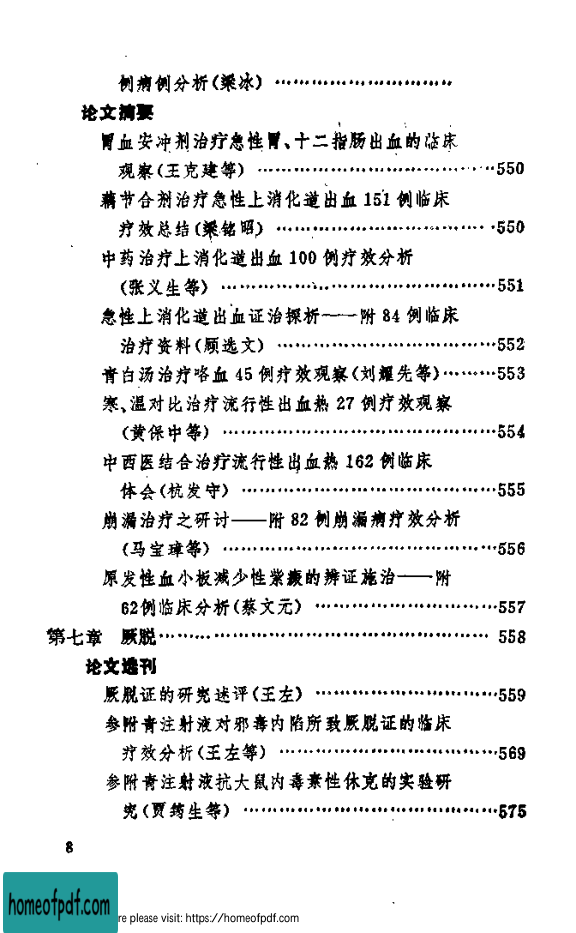 例病例分析(梁冰) …………………………
论文摘要
胃血安冲剂治疗急性胃、十二指肠出血的临床
观察(王克建等) …………………………………550
藕节合剂治疗急性上消化道出血 151 例临床
疗效总结(梁铭昭) ………………………………550
中药治疗上消化道出血 100 例疗效分析
(张义生等) ………………………………………551
急性上消化道出血证治探析——附 84 例临床
治疗资料(顾选文) ………………………………552
青白汤治疗咯血 45 例疗效观察(刘耀先等)………553
寒、温对比治疗流行性出血热 27 例疗效观察
(黄保中等) ………………………………………554
中西医结合治疗流行性出血热 162 例临床
体会(杭发守) ……………………………………555
崩漏治疗之研讨——附 82 例崩漏病疗效分析
(马宝璋等) ………………………………………556
原发性血小板减少性紫癜的辨证施治——附
62例临床分析(蔡文元) …………………………557
第七章 厥脱……………………………………………… 558
论文选刊
厥脱证的研究述评(王左) …………………………559
参附青注射液对邪毒内陷所致厥脱证的临床
疗效分析(王左等) ………………………………569
参附青注射液抗大鼠内毒素性休克的实验研
究(贾筠生等) ……………………………………575
8
homeofpdf.com
re please visit: https://homeofpdf.com